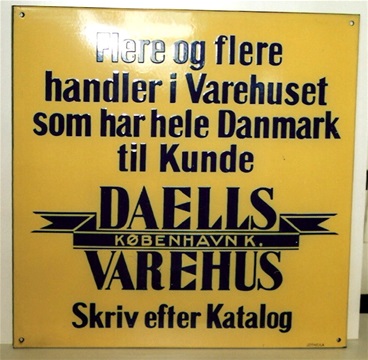 Flere og flere
handler i Varehuset
som har hele Danmark
til Kunde
DAELLS
KØBENHAVN K.
VAREHUS
Skriv efter Katalog